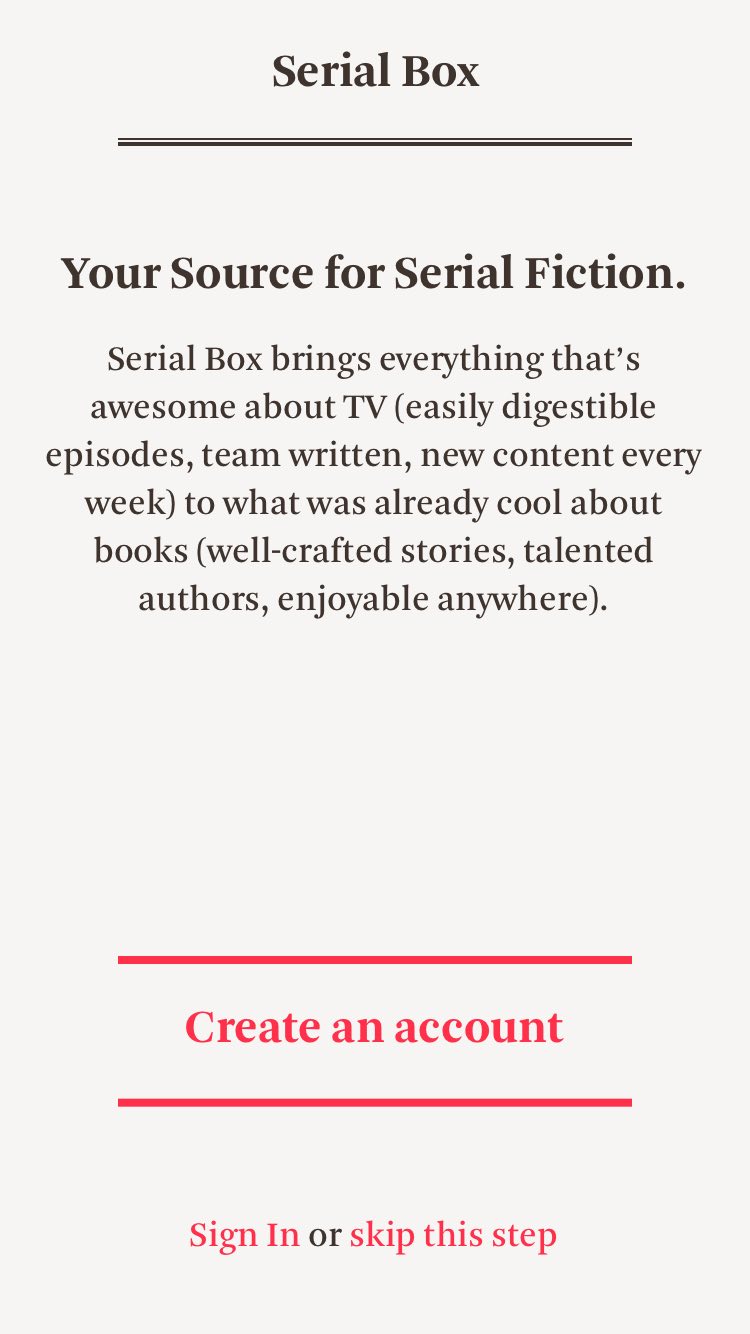 Serial Box
Your Source for Serial Fiction.
Serial Box brings everything that’s
awesome about TV (easily digestible
episodes, team written, new content every
week) to what was already cool about
books (well-crafted stories, talented
authors, enjoyable anywhere).
Create an account
Sign In or skip this step